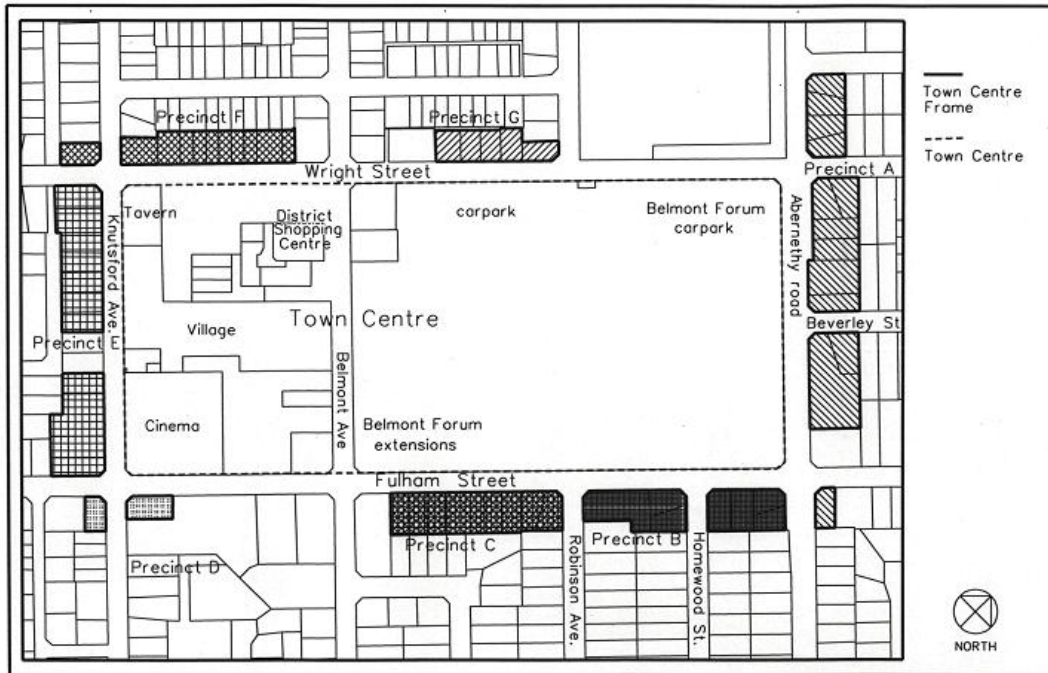 Precinct F
Precinct G
Town Centre
Frame
Town Centre
Wright Street
Precinct A
Tavern
District
Shopping
Centre
carpark
Belmont Forum
carpark
Knutsford Ave.
Abernethy road
Village
Town Centre
Beverley St
Precinct E
Belmont Ave
Cinema
Belmont Forum
extensions
Fulham Street
Precinct C
Precinct B
Precinct D
Robinson Ave.
Homewood St.
NORTH